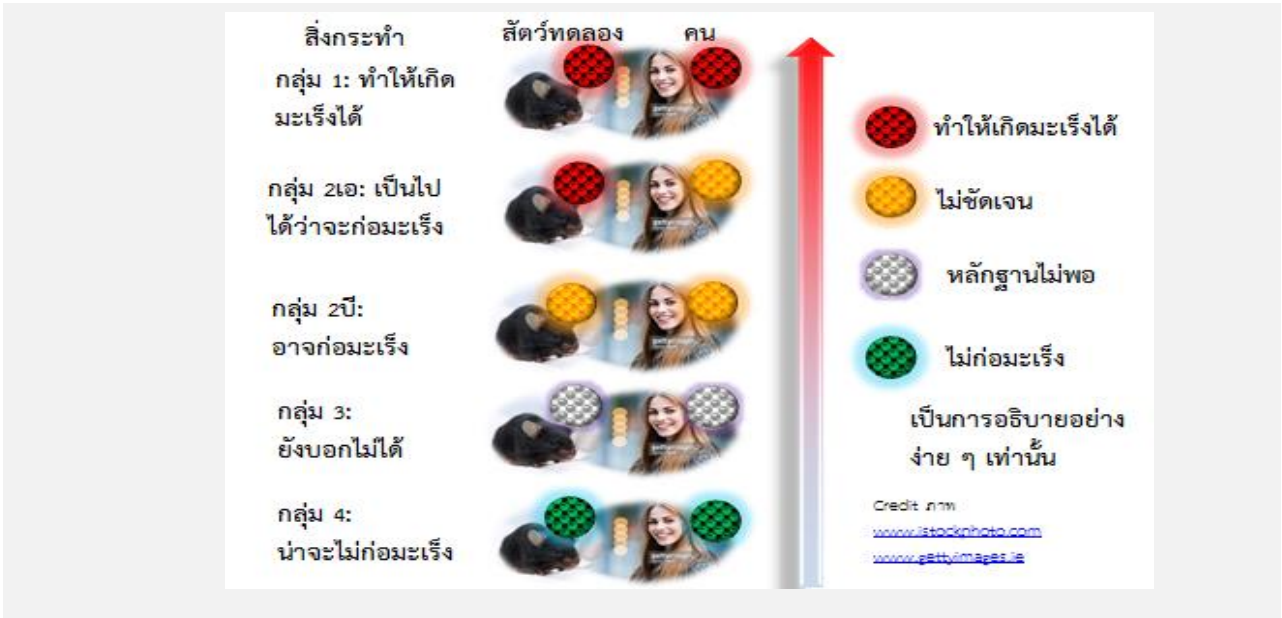 สิ่งกระทำ
สัตว์ทดลอง
คน
กลุ่ม 1: ทำให้เกิด
มะเร็งได้
กลุ่ม 2เอ: เป็นไป
ได้ว่าจะก่อมะเร็ง
กลุ่ม 2บี:
อาจก่อมะเร็ง
กลุ่ม 3:
ยังบอกไม่ได้
กลุ่ม 4:
น่าจะไม่ก่อมะเร็ง
ทำให้เกิดมะเร็งได้
ไม่ชัดเจน
หลักฐานไม่พอ
ไม่ก่อมะเร็ง
เป็นการอธิบายอย่าง
ง่าย ๆ เท่านั้น
Credit ภาพ
www.istockphoto.com
www.gettyimages.ie